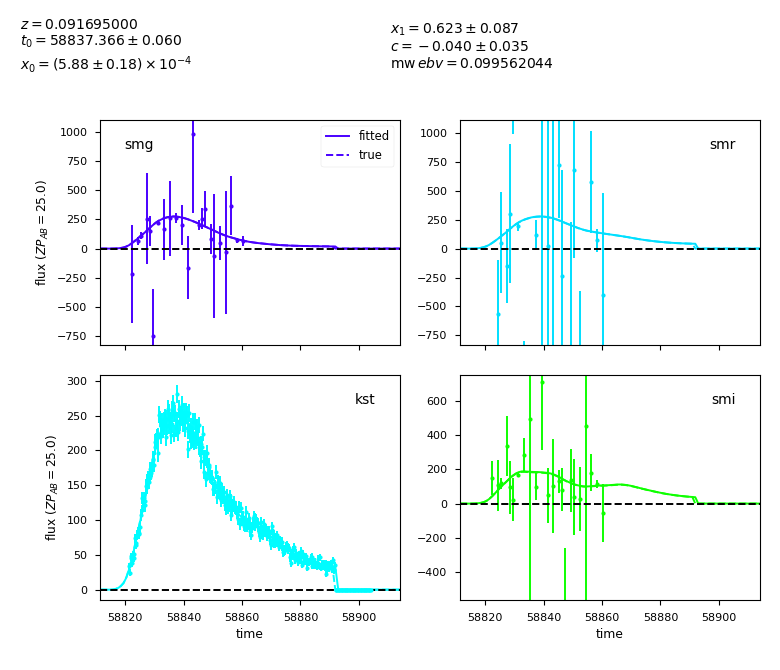 z = 0.091695000
t₀ = 58837.366 ± 0.060
x₀ = (5.88 ± 0.18) × 10⁻⁴
x₁ = 0.623 ± 0.087
c = −0.040 ± 0.035
mw ebv = 0.099562044
smg
fitted
true
1000
750
500
250
0
−250
−500
−750
flux (ZP_AB = 25.0)
smr
1000
750
500
250
0
−250
−500
−750
kst
300
250
200
150
100
50
0
flux (ZP_AB = 25.0)
58820 58840 58860 58880 58900
time
smi
600
400
200
0
−200
−400
58820 58840 58860 58880 58900
time